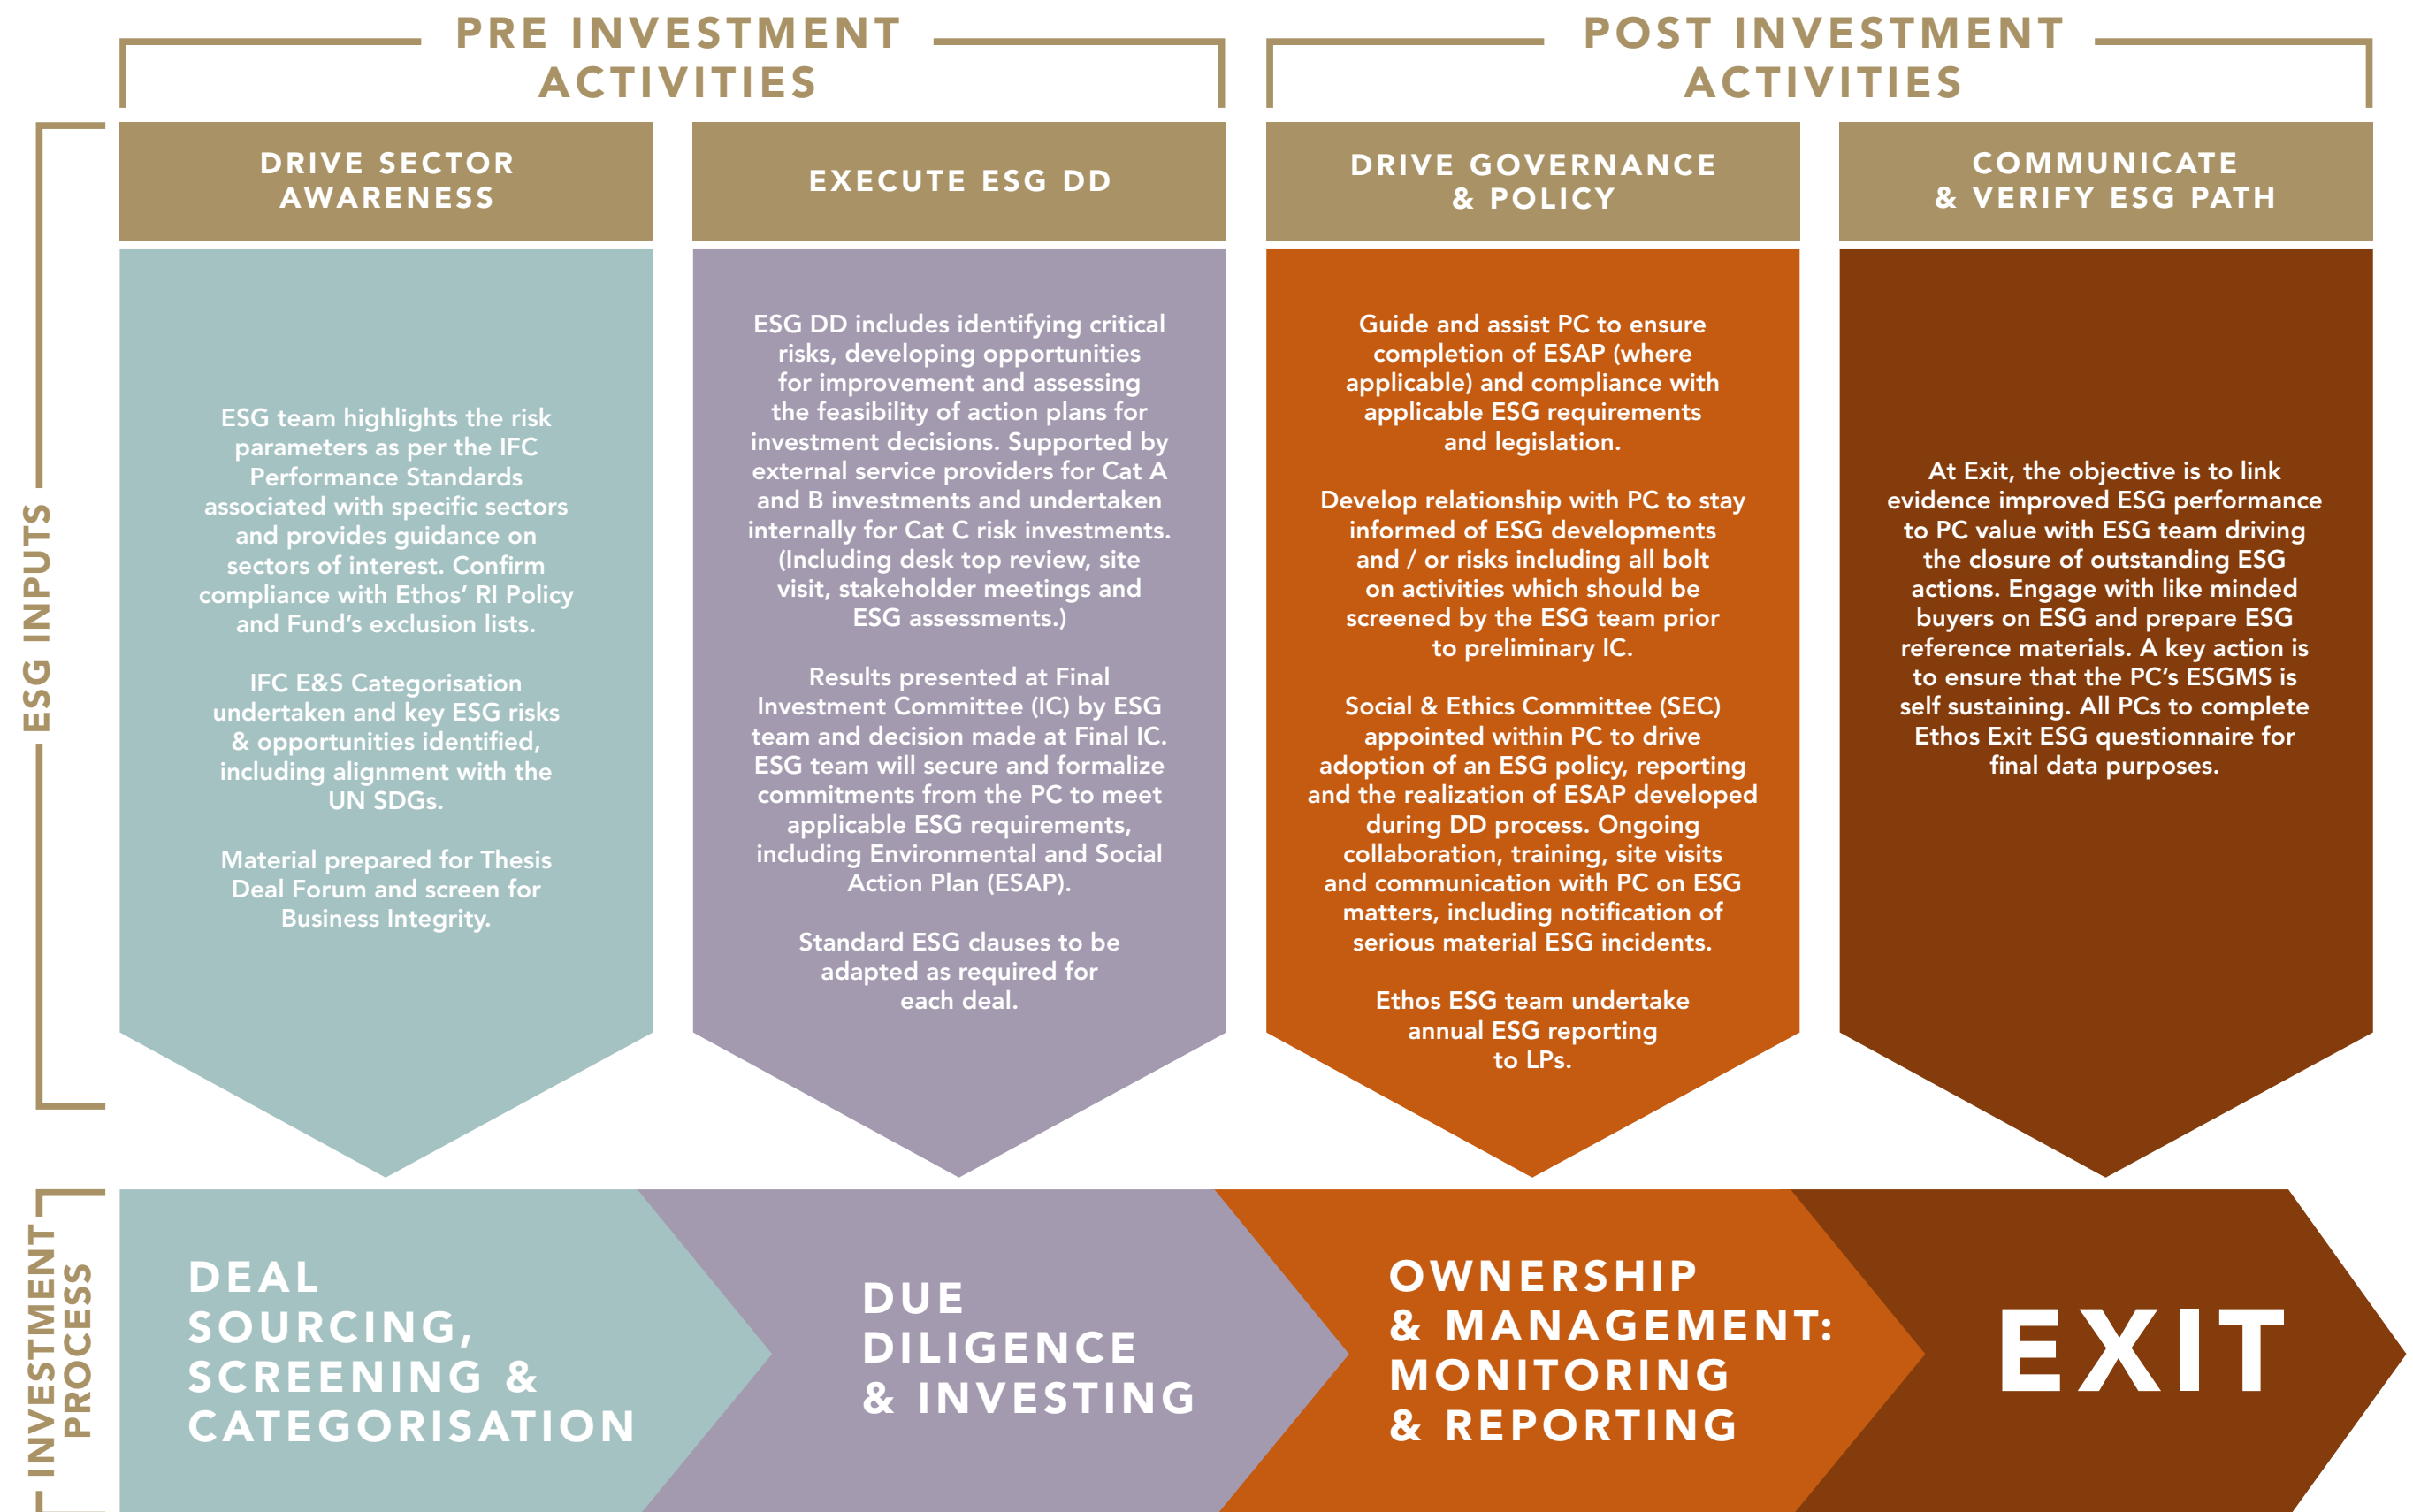 PRE INVESTMENT
ACTIVITIES
POST INVESTMENT
ACTIVITIES
ESG INPUTS
DRIVE SECTOR
AWARENESS
ESG team highlights the risk
parameters as per the IFC
Performance Standards
associated with specific sectors
and provides guidance on
sectors of interest. Confirm
compliance with Ethos’ RI Policy
and Fund’s exclusion lists.
IFC E&S Categorisation
undertaken and key ESG risks
& opportunities identified,
including alignment with the
UN SDGs.
Material prepared for Thesis
Deal Forum and screen for
Business Integrity.
EXECUTE ESG DD
ESG DD includes identifying critical
risks, developing opportunities
for improvement and assessing
the feasibility of action plans for
investment decisions. Supported by
external service providers for Cat A
and B investments and undertaken
internally for Cat C risk investments.
(Including desk top review, site
visit, stakeholder meetings and
ESG assessments.)
Results presented at Final
Investment Committee (IC) by ESG
team and decision made at Final IC.
ESG team will secure and formalize
commitments from the PC to meet
applicable ESG requirements,
including Environmental and Social
Action Plan (ESAP).
Standard ESG clauses to be
adapted as required for
each deal.
DRIVE GOVERNANCE
& POLICY
Guide and assist PC to ensure
completion of ESAP (where
applicable) and compliance with
applicable ESG requirements
and legislation.
Develop relationship with PC to stay
informed of ESG developments
and / or risks including all bolt
on activities which should be
screened by the ESG team prior
to preliminary IC.
Social & Ethics Committee (SEC)
appointed within PC to drive
adoption of an ESG policy, reporting
and the realization of ESAP developed
during DD process. Ongoing
collaboration, training, site visits
and communication with PC on ESG
matters, including notification of
serious material ESG incidents.
Ethos ESG team undertake
annual ESG reporting
to LPs.
COMMUNICATE
& VERIFY ESG PATH
At Exit, the objective is to link
evidence improved ESG performance
to PC value with ESG team driving
the closure of outstanding ESG
actions. Engage with like minded
buyers on ESG and prepare ESG
reference materials. A key action is
to ensure that the PC’s ESGMS is
self sustaining. All PCs to complete
Ethos Exit ESG questionnaire for
final data purposes.
INVESTMENT
PROCESS
DEAL
SOURCING,
SCREENING &
CATEGORISATION
DUE
DILIGENCE
& INVESTING
OWNERSHIP
& MANAGEMENT:
MONITORING
& REPORTING
EXIT